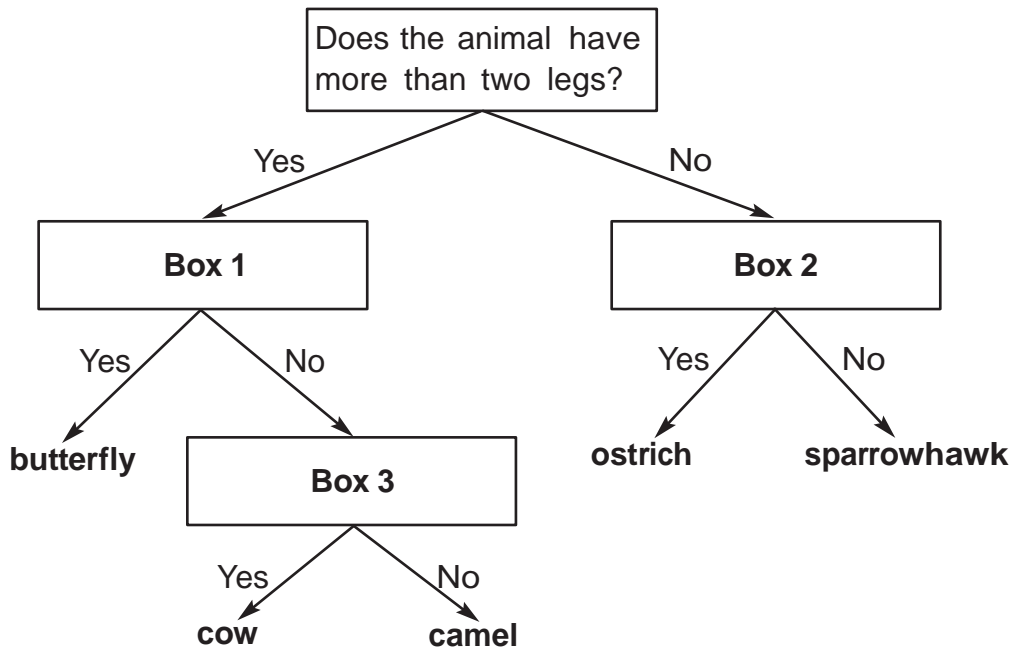 Does the animal have
more than two legs?
Yes
No
Box 1
Box 2
Yes
No
Yes
No
butterfly
ostrich
sparrowhawk
Box 3
Yes
No
cow
camel